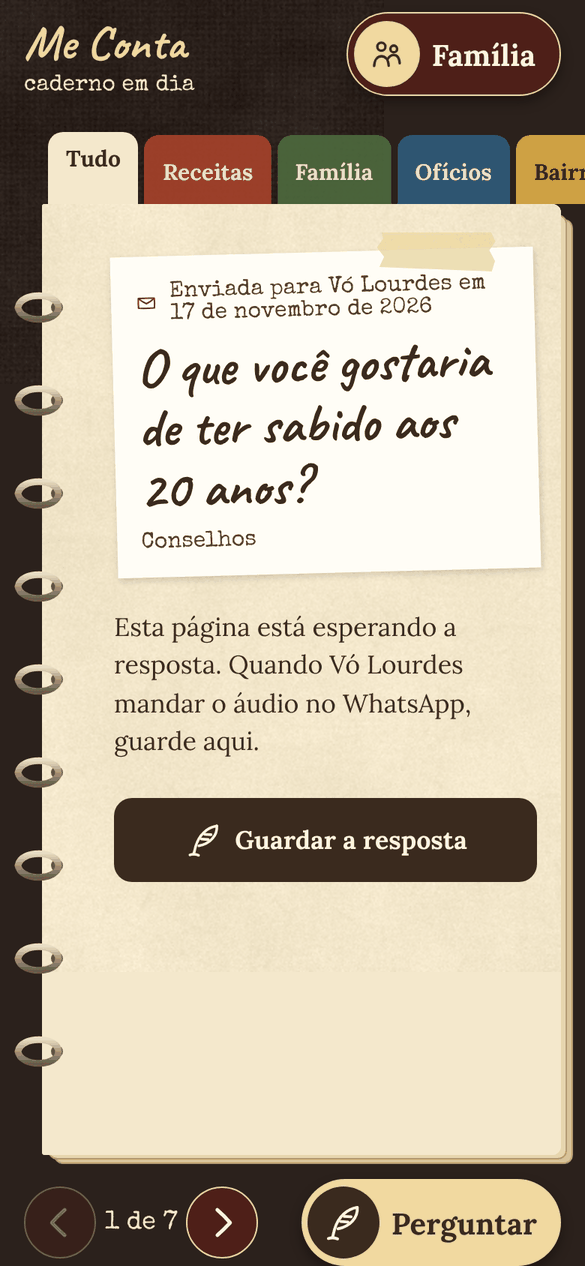 Me Conta
caderno em dia
Família
Tudo
Receitas
Família
Ofícios
Enviada para Vó Lourdes em
17 de novembro de 2026
O que você gostaria
de ter sabido aos
20 anos?
Conselhos
Esta página está esperando a
resposta. Quando Vó Lourdes
mandar o áudio no WhatsApp,
guarde aqui.
Guardar a resposta
1 de 7
Perguntar